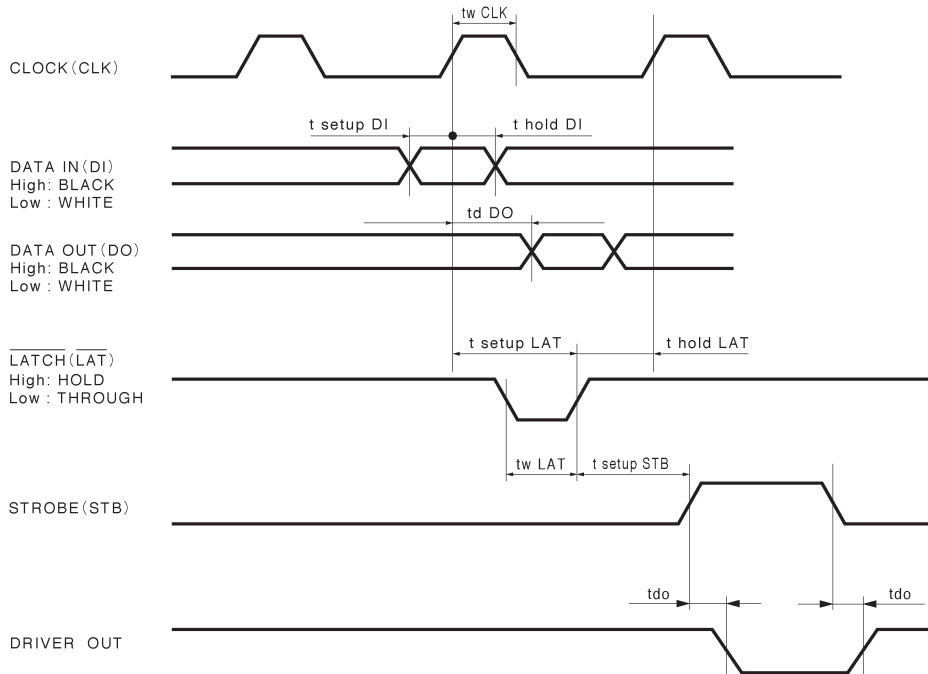 tw CLK
CLOCK(CLK)
t setup DI
t hold DI
DATA IN(DI)
High: BLACK
Low : WHITE
td DO
DATA OUT(DO)
High: BLACK
Low : WHITE
t setup LAT
t hold LAT
LATCH(LAT)
High: HOLD
Low : THROUGH
tw LAT
t setup STB
STROBE(STB)
tdo
tdo
DRIVER OUT